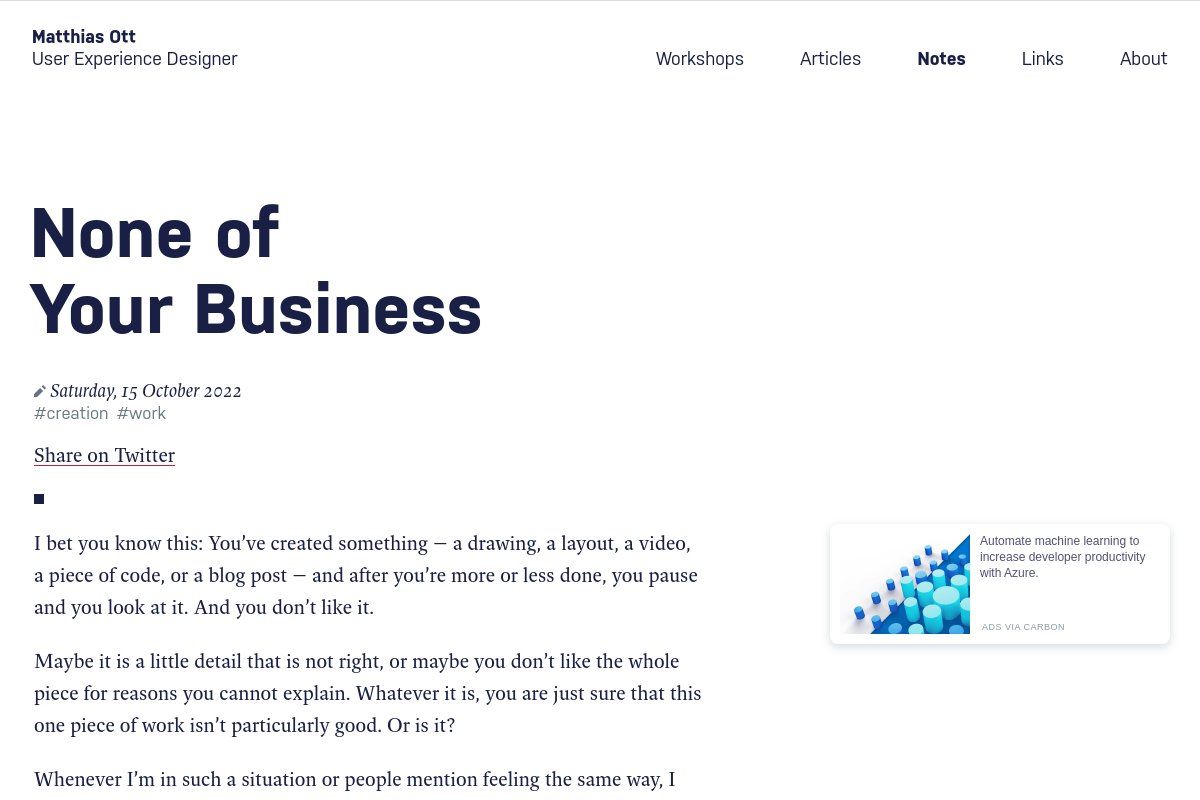 Matthias Ott
User Experience Designer
Workshops Articles Notes Links About
None of
Your Business
Saturday, 15 October 2022
#creation #work
Share on Twitter
I bet you know this: You’ve created something – a drawing, a layout, a video,
a piece of code, or a blog post – and after you’re more or less done, you pause
and you look at it. And you don’t like it.
Maybe it is a little detail that is not right, or maybe you don’t like the whole
piece for reasons you cannot explain. Whatever it is, you are just sure that this
one piece of work isn’t particularly good. Or is it?
Whenever I’m in such a situation or people mention feeling the same way, I
Automate machine learning to
increase developer productivity
with Azure.
ADS VIA CARBON